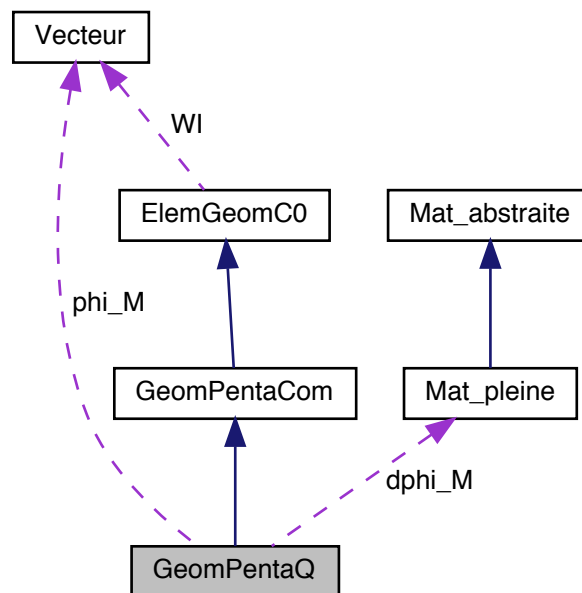 Vecteur
WI
ElemGeomC0
Mat_abstraite
phi_M
GeomPentaCom
Mat_pleine
dphi_M
GeomPentaQ